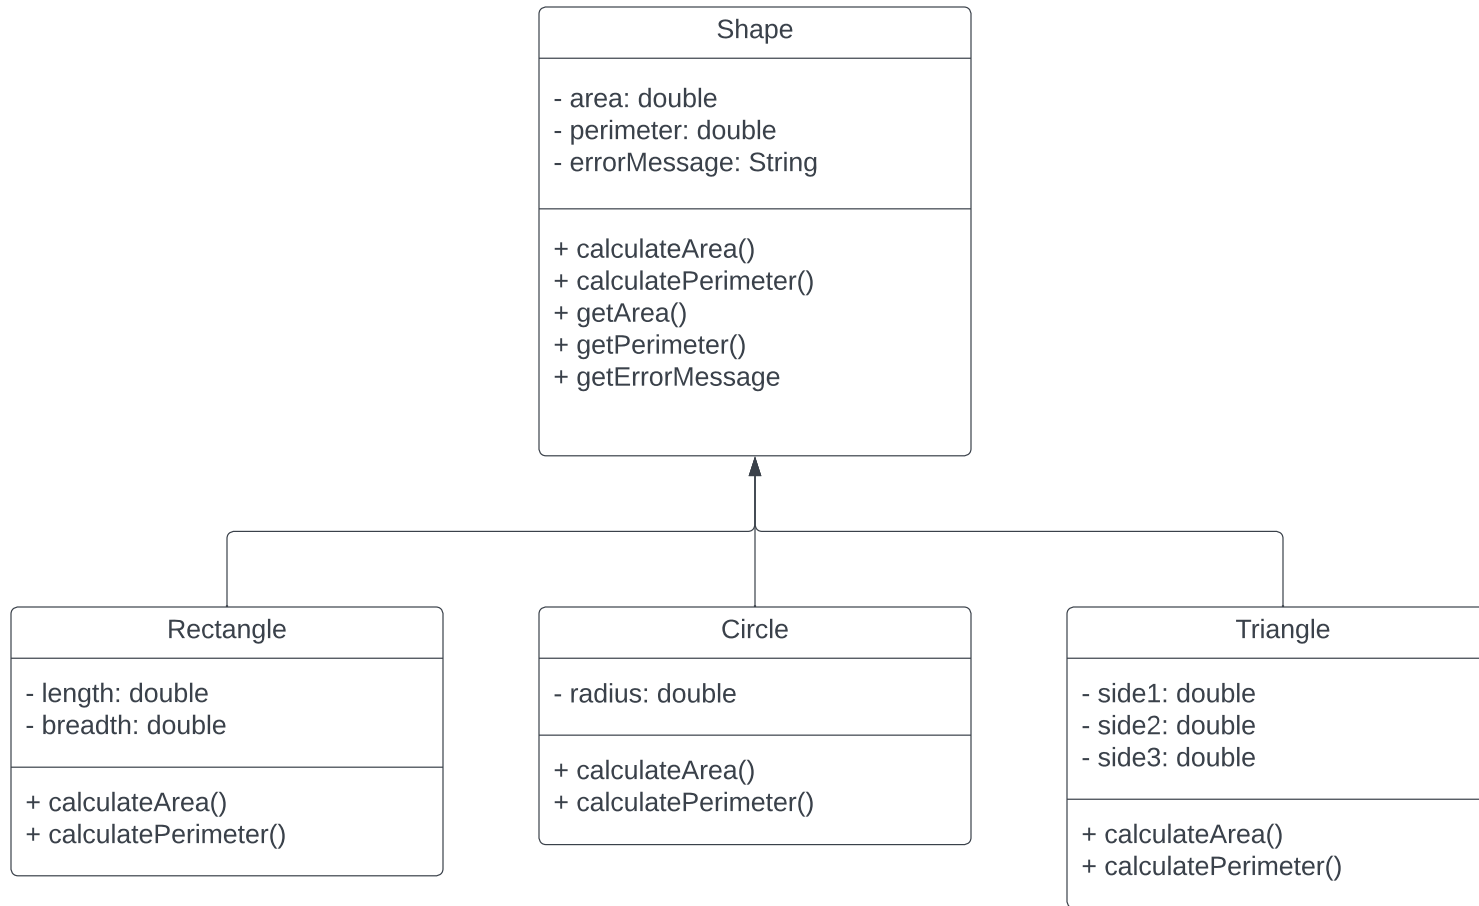 Shape
- area: double
- perimeter: double
- errorMessage: String
+ calculateArea()
+ calculatePerimeter()
+ getArea()
+ getPerimeter()
+ getErrorMessage
Rectangle
- length: double
- breadth: double
+ calculateArea()
+ calculatePerimeter()
Circle
- radius: double
+ calculateArea()
+ calculatePerimeter()
Triangle
- side1: double
- side2: double
- side3: double
+ calculateArea()
+ calculatePerimeter()